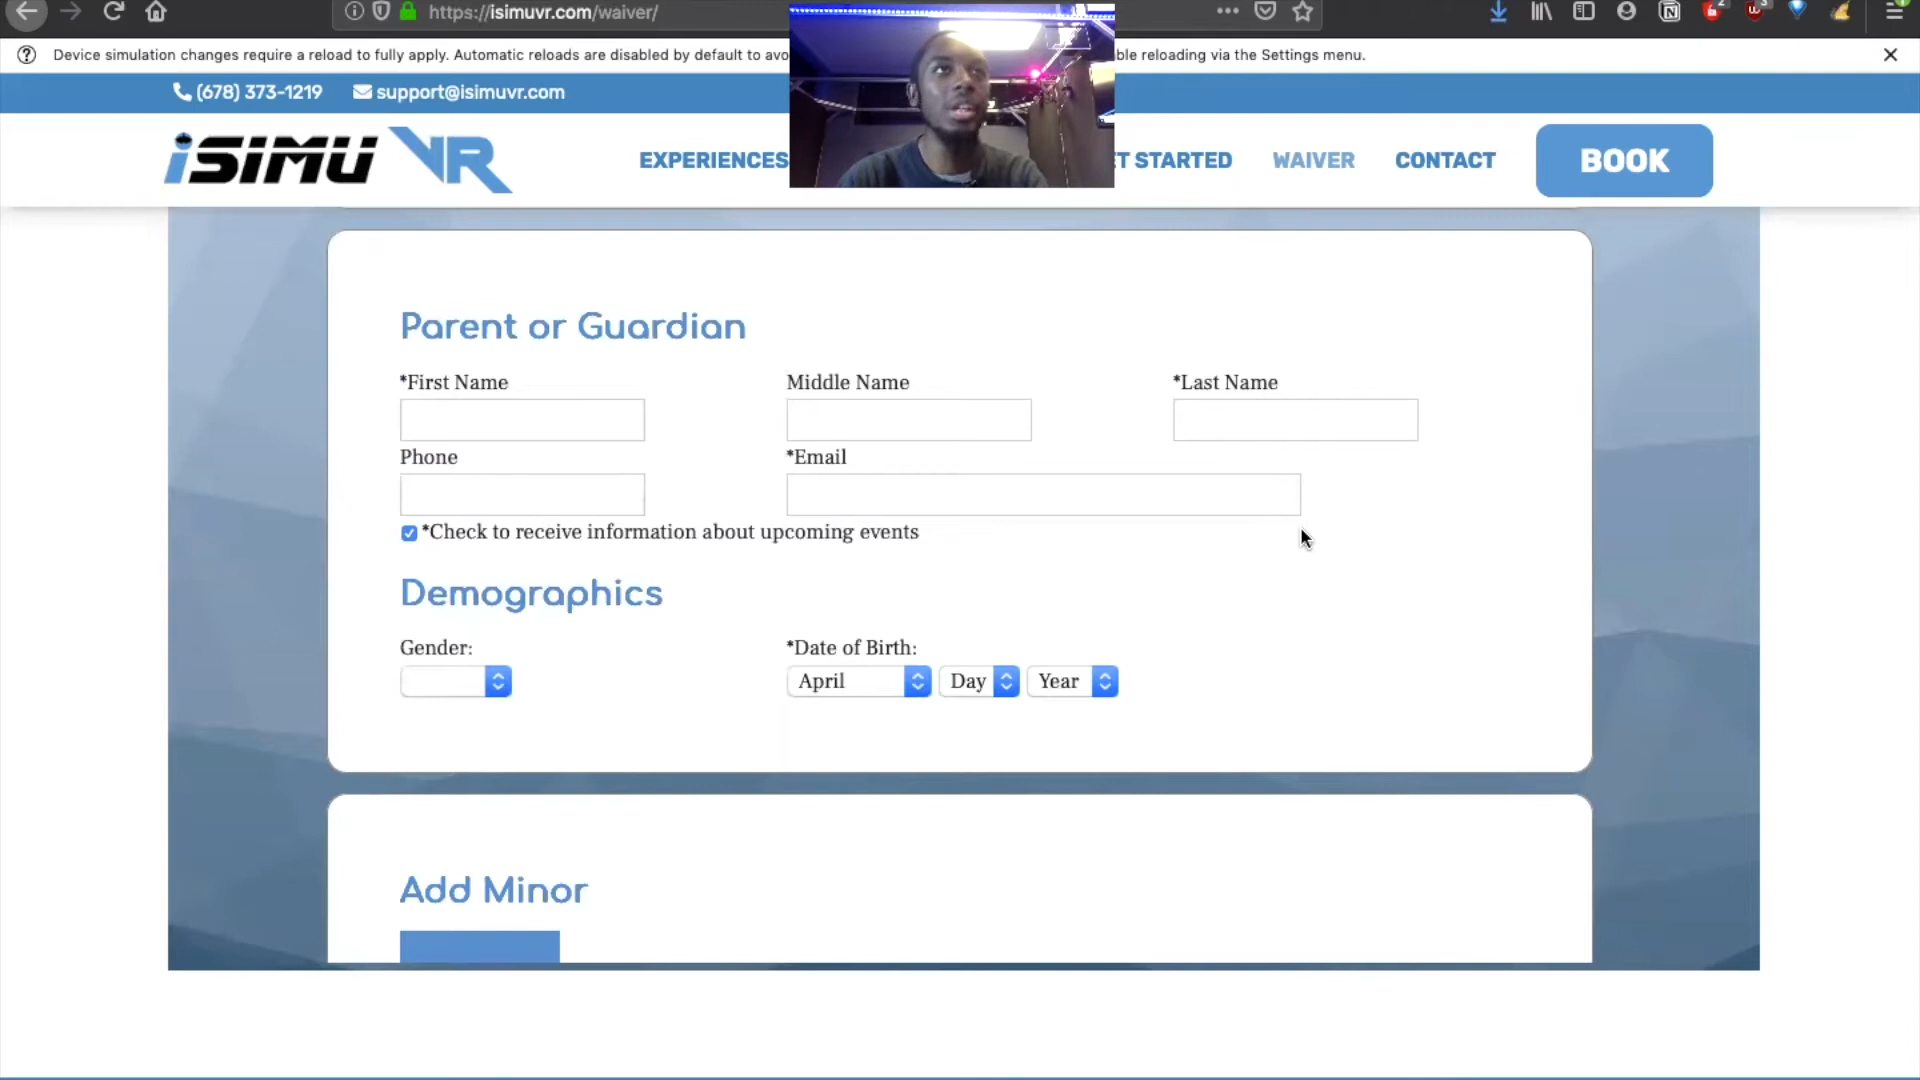 https://isimuvr.com/waiver/
Device simulation changes require a reload to fully apply. Automatic reloads are disabled by default to avo
ble reloading via the Settings menu.
(678) 373-1219 support@isimuvr.com
iSIMU VR
EXPERIENCES
T STARTED
WAIVER
CONTACT
BOOK
Parent or Guardian
*First Name Middle Name *Last Name
Phone *Email
*Check to receive information about upcoming events
Demographics
Gender: *Date of Birth:
April Day Year
Add Minor